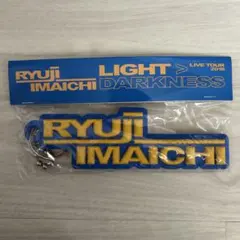 RYUJI
IMAICHI
LIGHT >
DARKNESS
LIVE TOUR
2018
RYUJI
IMAICHI